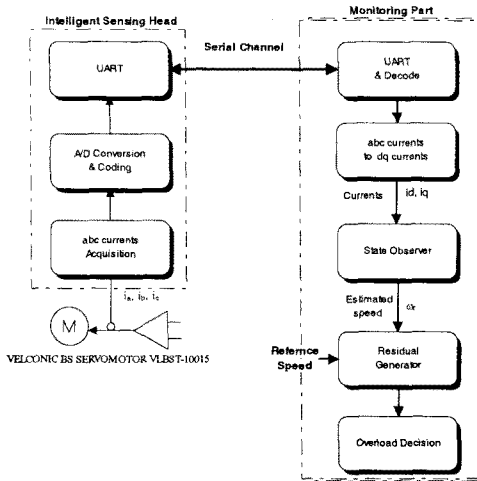 Intelligent Sensing Head
Monitoring Part
Serial Channel
UART
UART
& Decode
A/D Conversion
& Coding
abc currents
to dq currents
Currents
id, iq
abc currents
Acquisition
State Observer
ia, ib, ic
Estimated
speed
ωr
M
VELCONIC BS SERVOMOTOR VLBST-10015
Refernce
Speed
Residual
Generator
Overload Decision